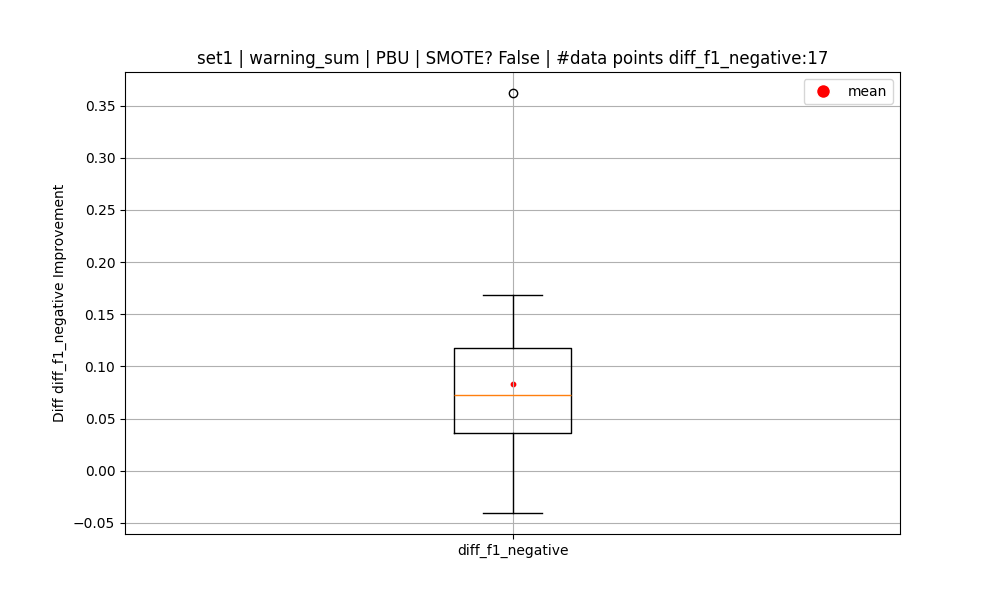 set1 | warning_sum | PBU | SMOTE? False | #data points diff_f1_negative:17
mean
0.35
0.30
0.25
0.20
0.15
0.10
0.05
0.00
−0.05
Diff diff_f1_negative Improvement
diff_f1_negative